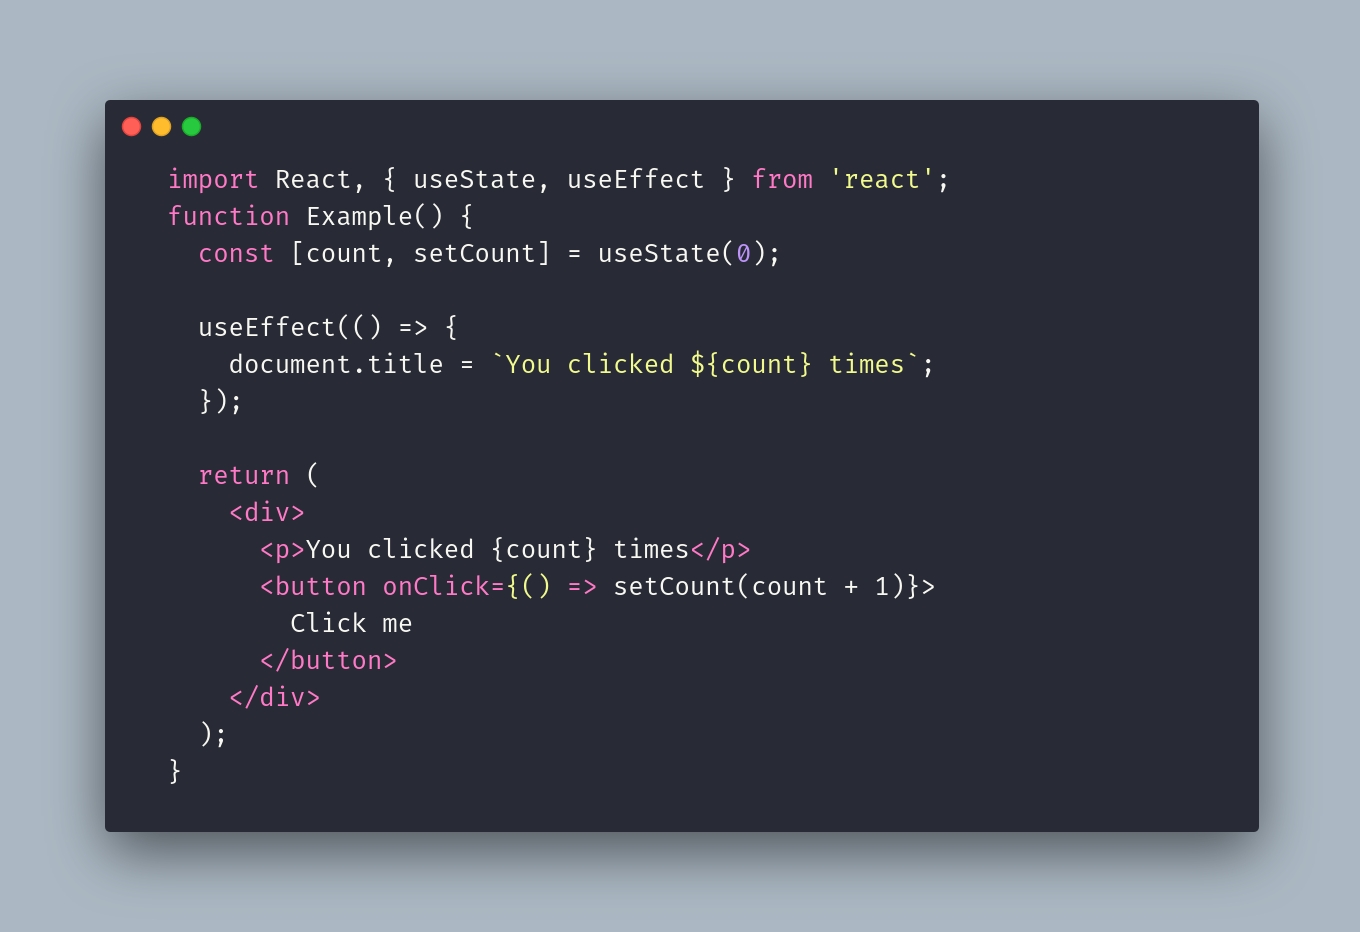 import React, { useState, useEffect } from 'react';
function Example() {
  const [count, setCount] = useState(0);

  useEffect(() => {
    document.title = `You clicked ${count} times`;
  });

  return (
    <div>
      <p>You clicked {count} times</p>
      <button onClick={() => setCount(count + 1)}>
        Click me
      </button>
    </div>
  );
}